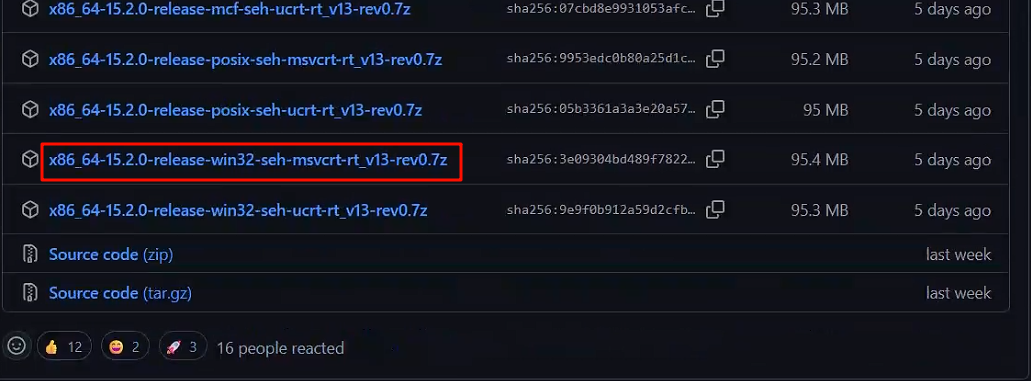 x86_64-15.2.0-release-mcf-seh-ucrt-rt_v13-rev0.7z sha256:07cbd8e9931053afc… 95.3 MB 5 days ago
x86_64-15.2.0-release-posix-seh-msvcrt-rt_v13-rev0.7z sha256:9953edc0b80a25d1c… 95.2 MB 5 days ago
x86_64-15.2.0-release-posix-seh-ucrt-rt_v13-rev0.7z sha256:05b3361a3a3e20a57… 95 MB 5 days ago
x86_64-15.2.0-release-win32-seh-msvcrt-rt_v13-rev0.7z sha256:3e09304bd489f7822… 95.4 MB 5 days ago
x86_64-15.2.0-release-win32-seh-ucrt-rt_v13-rev0.7z sha256:9e9f0b912a59d2cfb… 95.3 MB 5 days ago
Source code (zip) last week
Source code (tar.gz) last week
12 2 3 16 people reacted